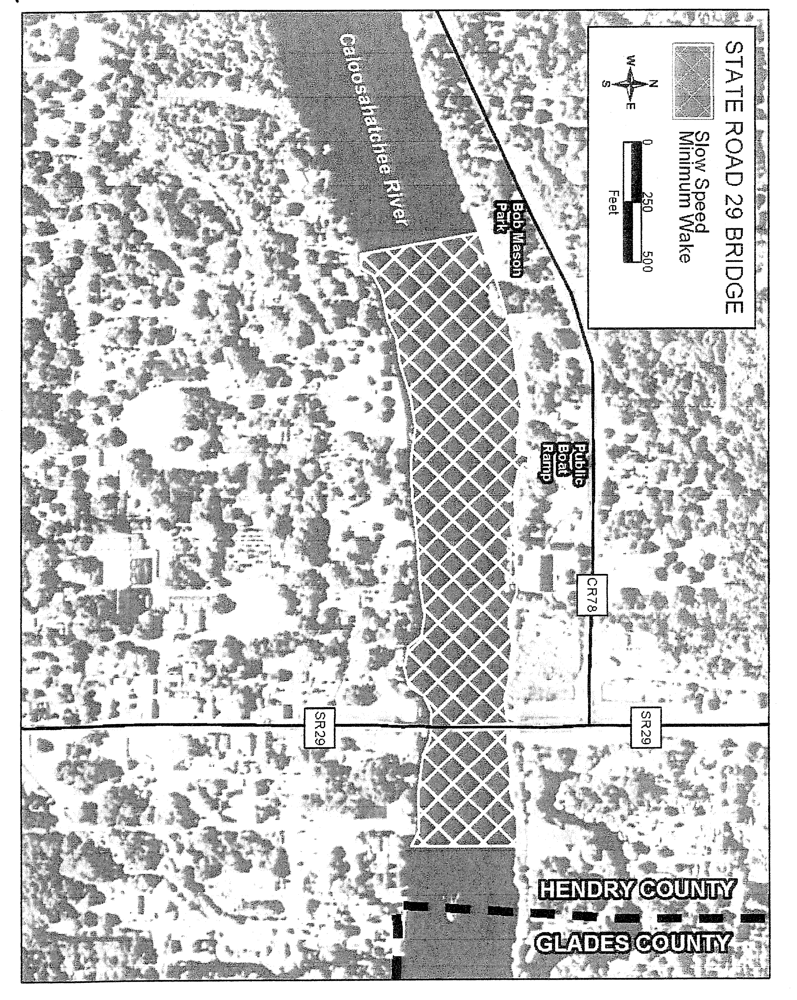 STATE ROAD 29 BRIDGE
Slow Speed
Minimum Wake
N
W
E
S
0 250 500
Feet
Caloosahatchee River
Bob Mason
Park
Public
Boat
Ramp
CR78
SR29
SR29
HENDRY COUNTY
GLADES COUNTY